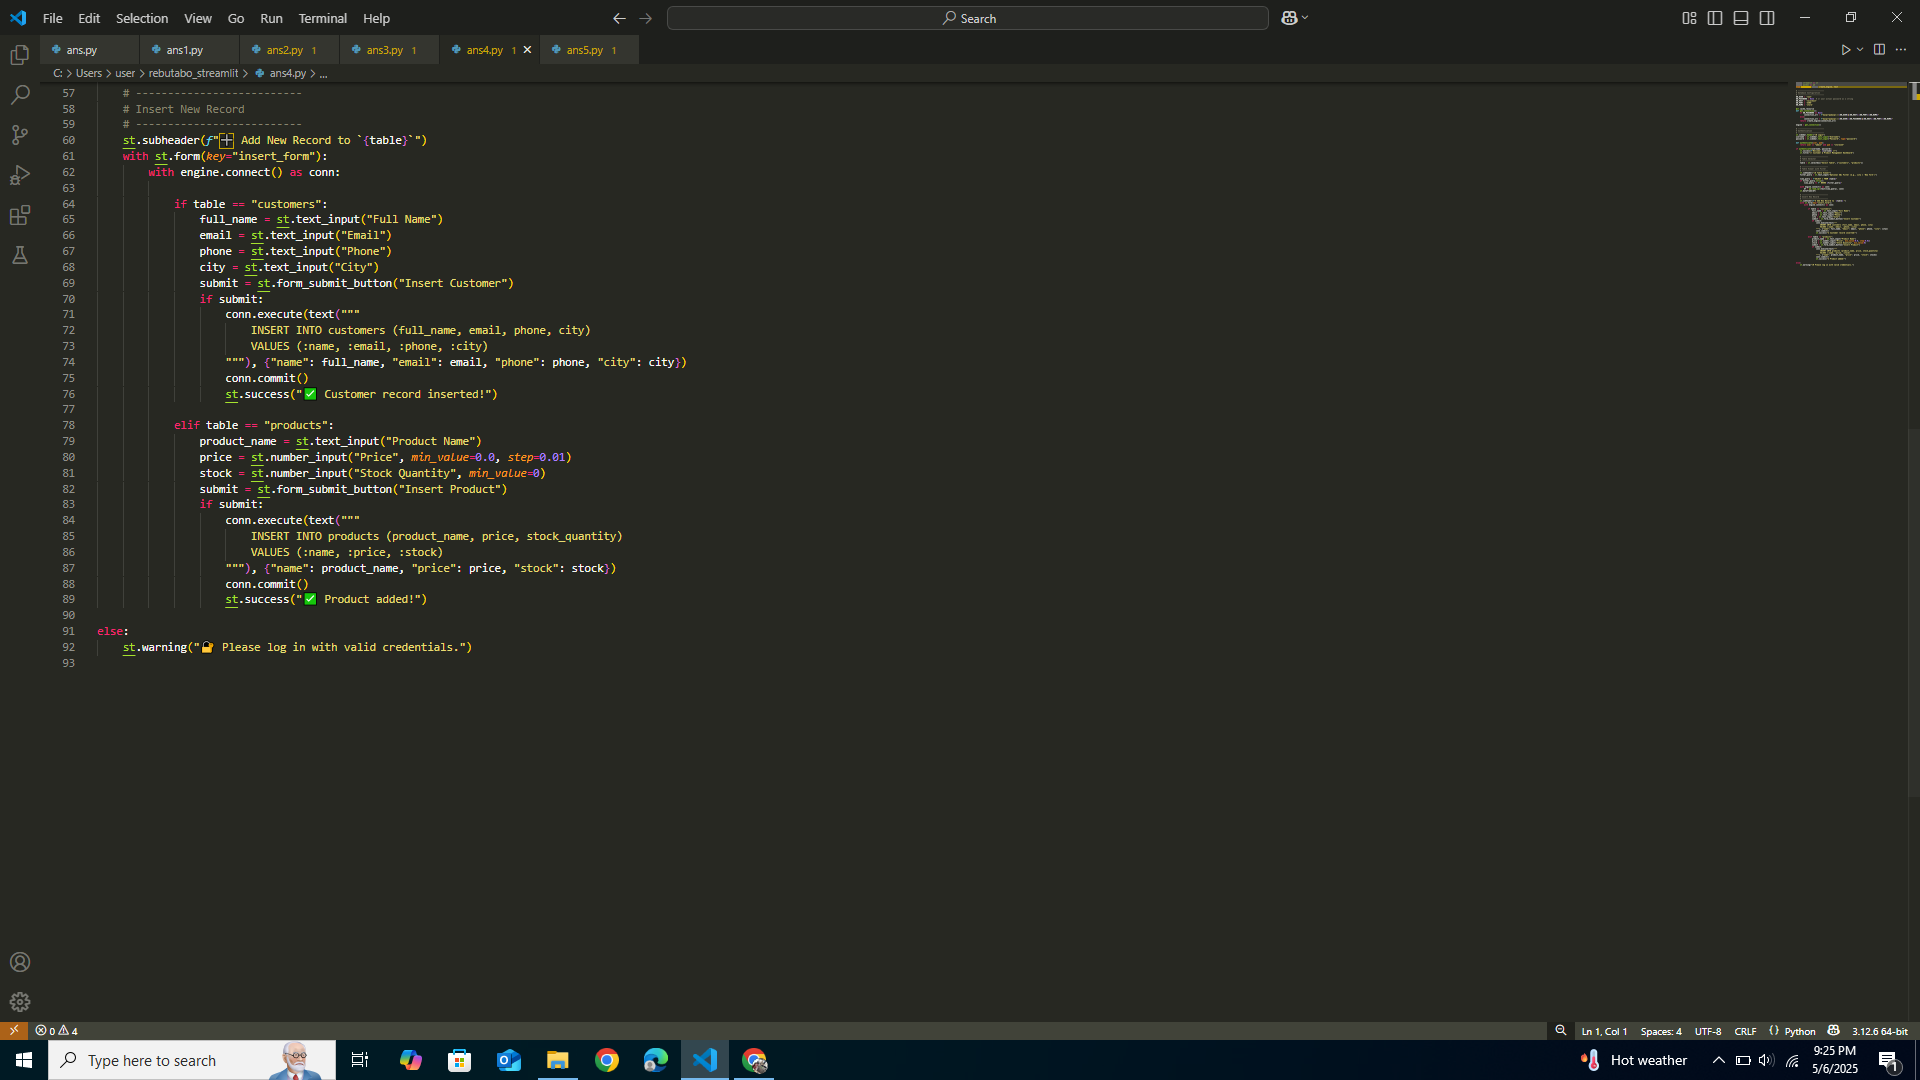 File Edit Selection View Go Run Terminal Help
Search
ans.py
ans1.py
ans2.py 1
ans3.py 1
ans4.py 1
ans5.py 1
C: > Users > user > rebutabo_streamlit > ans4.py > ...
57 # --------------------------
58 # Insert New Record
59 # --------------------------
60 st.subheader(f"➕ Add New Record to `{table}`")
61 with st.form(key="insert_form"):
62 with engine.connect() as conn:
63
64 if table == "customers":
65 full_name = st.text_input("Full Name")
66 email = st.text_input("Email")
67 phone = st.text_input("Phone")
68 city = st.text_input("City")
69 submit = st.form_submit_button("Insert Customer")
70 if submit:
71 conn.execute(text("""
72 INSERT INTO customers (full_name, email, phone, city)
73 VALUES (:name, :email, :phone, :city)
74 """), {"name": full_name, "email": email, "phone": phone, "city": city})
75 conn.commit()
76 st.success("✅ Customer record inserted!")
77
78 elif table == "products":
79 product_name = st.text_input("Product Name")
80 price = st.number_input("Price", min_value=0.0, step=0.01)
81 stock = st.number_input("Stock Quantity", min_value=0)
82 submit = st.form_submit_button("Insert Product")
83 if submit:
84 conn.execute(text("""
85 INSERT INTO products (product_name, price, stock_quantity)
86 VALUES (:name, :price, :stock)
87 """), {"name": product_name, "price": price, "stock": stock})
88 conn.commit()
89 st.success("✅ Product added!")
90
91 else:
92 st.warning("🔐 Please log in with valid credentials.")
93
0 4
Ln 1, Col 1 Spaces: 4 UTF-8 CRLF {} Python 3.12.6 64-bit
Type here to search
Hot weather
9:25 PM
5/6/2025
1